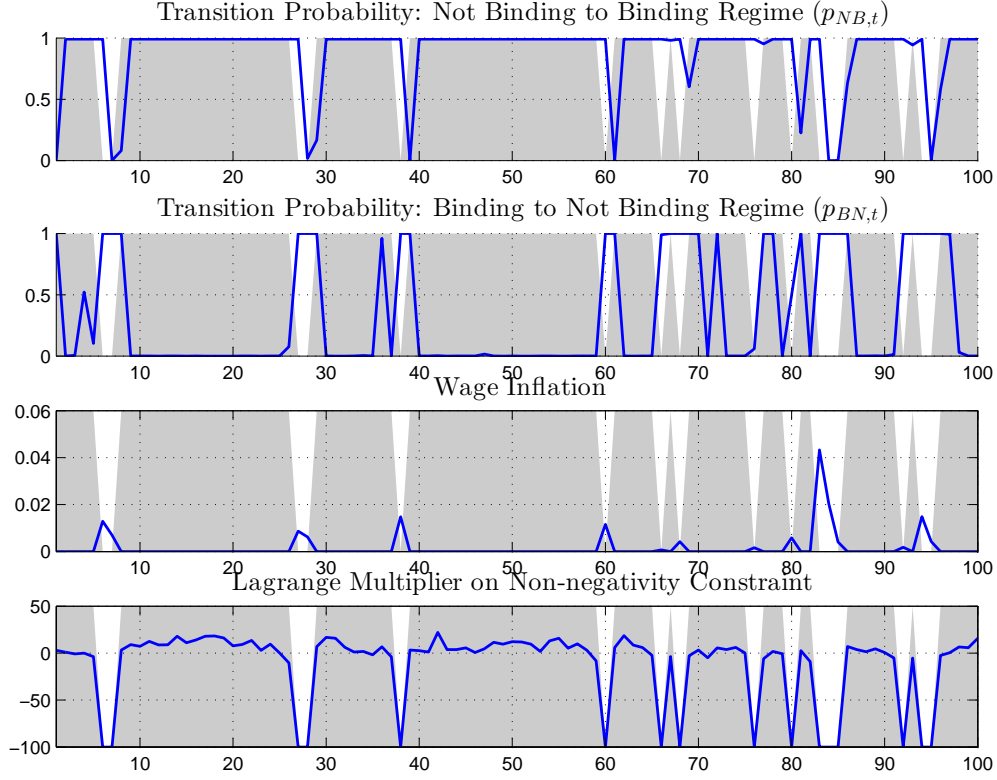 Transition Probability: Not Binding to Binding Regime (p_{NB,t})
1
0.5
0
10 20 30 40 50 60 70 80 90 100
Transition Probability: Binding to Not Binding Regime (p_{BN,t})
1
0.5
0
10 20 30 40 50 60 70 80 90 100
Wage Inflation
0.06
0.04
0.02
0
10 20 30 40 50 60 70 80 90 100
Lagrange Multiplier on Non-negativity Constraint
50
0
−50
−100
10 20 30 40 50 60 70 80 90 100